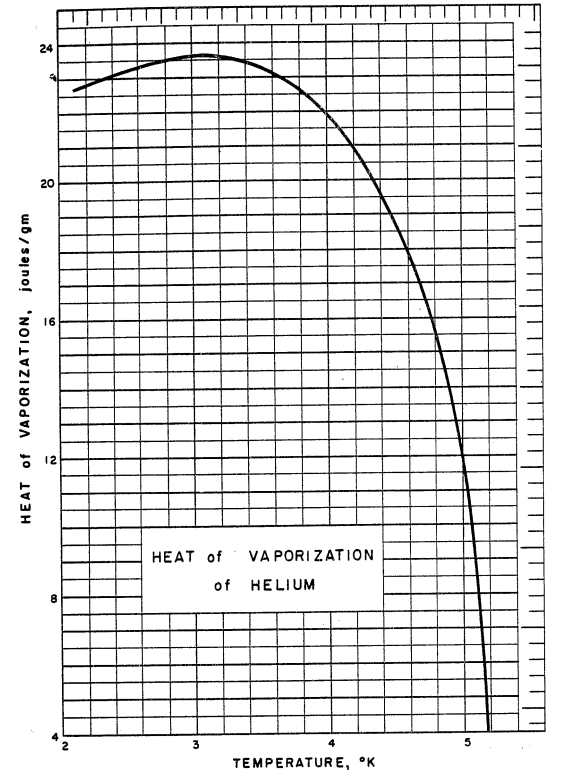 24
20
16
12
8
4
HEAT of VAPORIZATION, joules/gm
HEAT of VAPORIZATION
of HELIUM
2 3 4 5
TEMPERATURE, °K